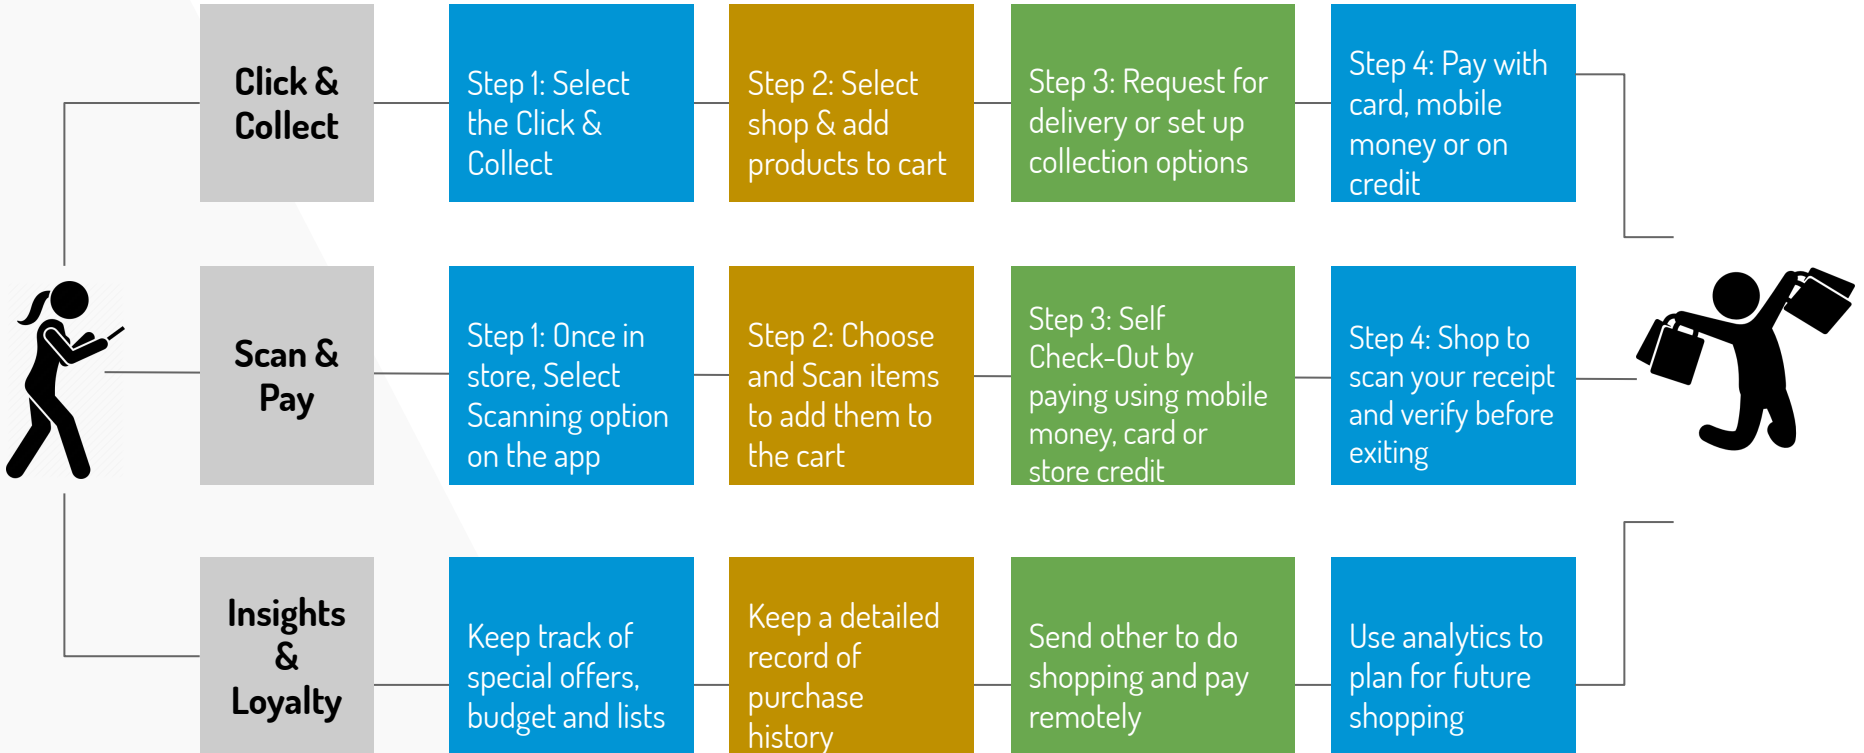 Click &
Collect
Step 1: Select
the Click &
Collect
Step 2: Select
shop & add
products to cart
Step 3: Request for
delivery or set up
collection options
Step 4: Pay with
card, mobile
money or on
credit
Scan &
Pay
Step 1: Once in
store, Select
Scanning option
on the app
Step 2: Choose
and Scan items
to add them to
the cart
Step 3: Self
Check-Out by
paying using mobile
money, card or
store credit
Step 4: Shop to
scan your receipt
and verify before
exiting
Insights
&
Loyalty
Keep track of
special offers,
budget and lists
Keep a detailed
record of
purchase
history
Send other to do
shopping and pay
remotely
Use analytics to
plan for future
shopping